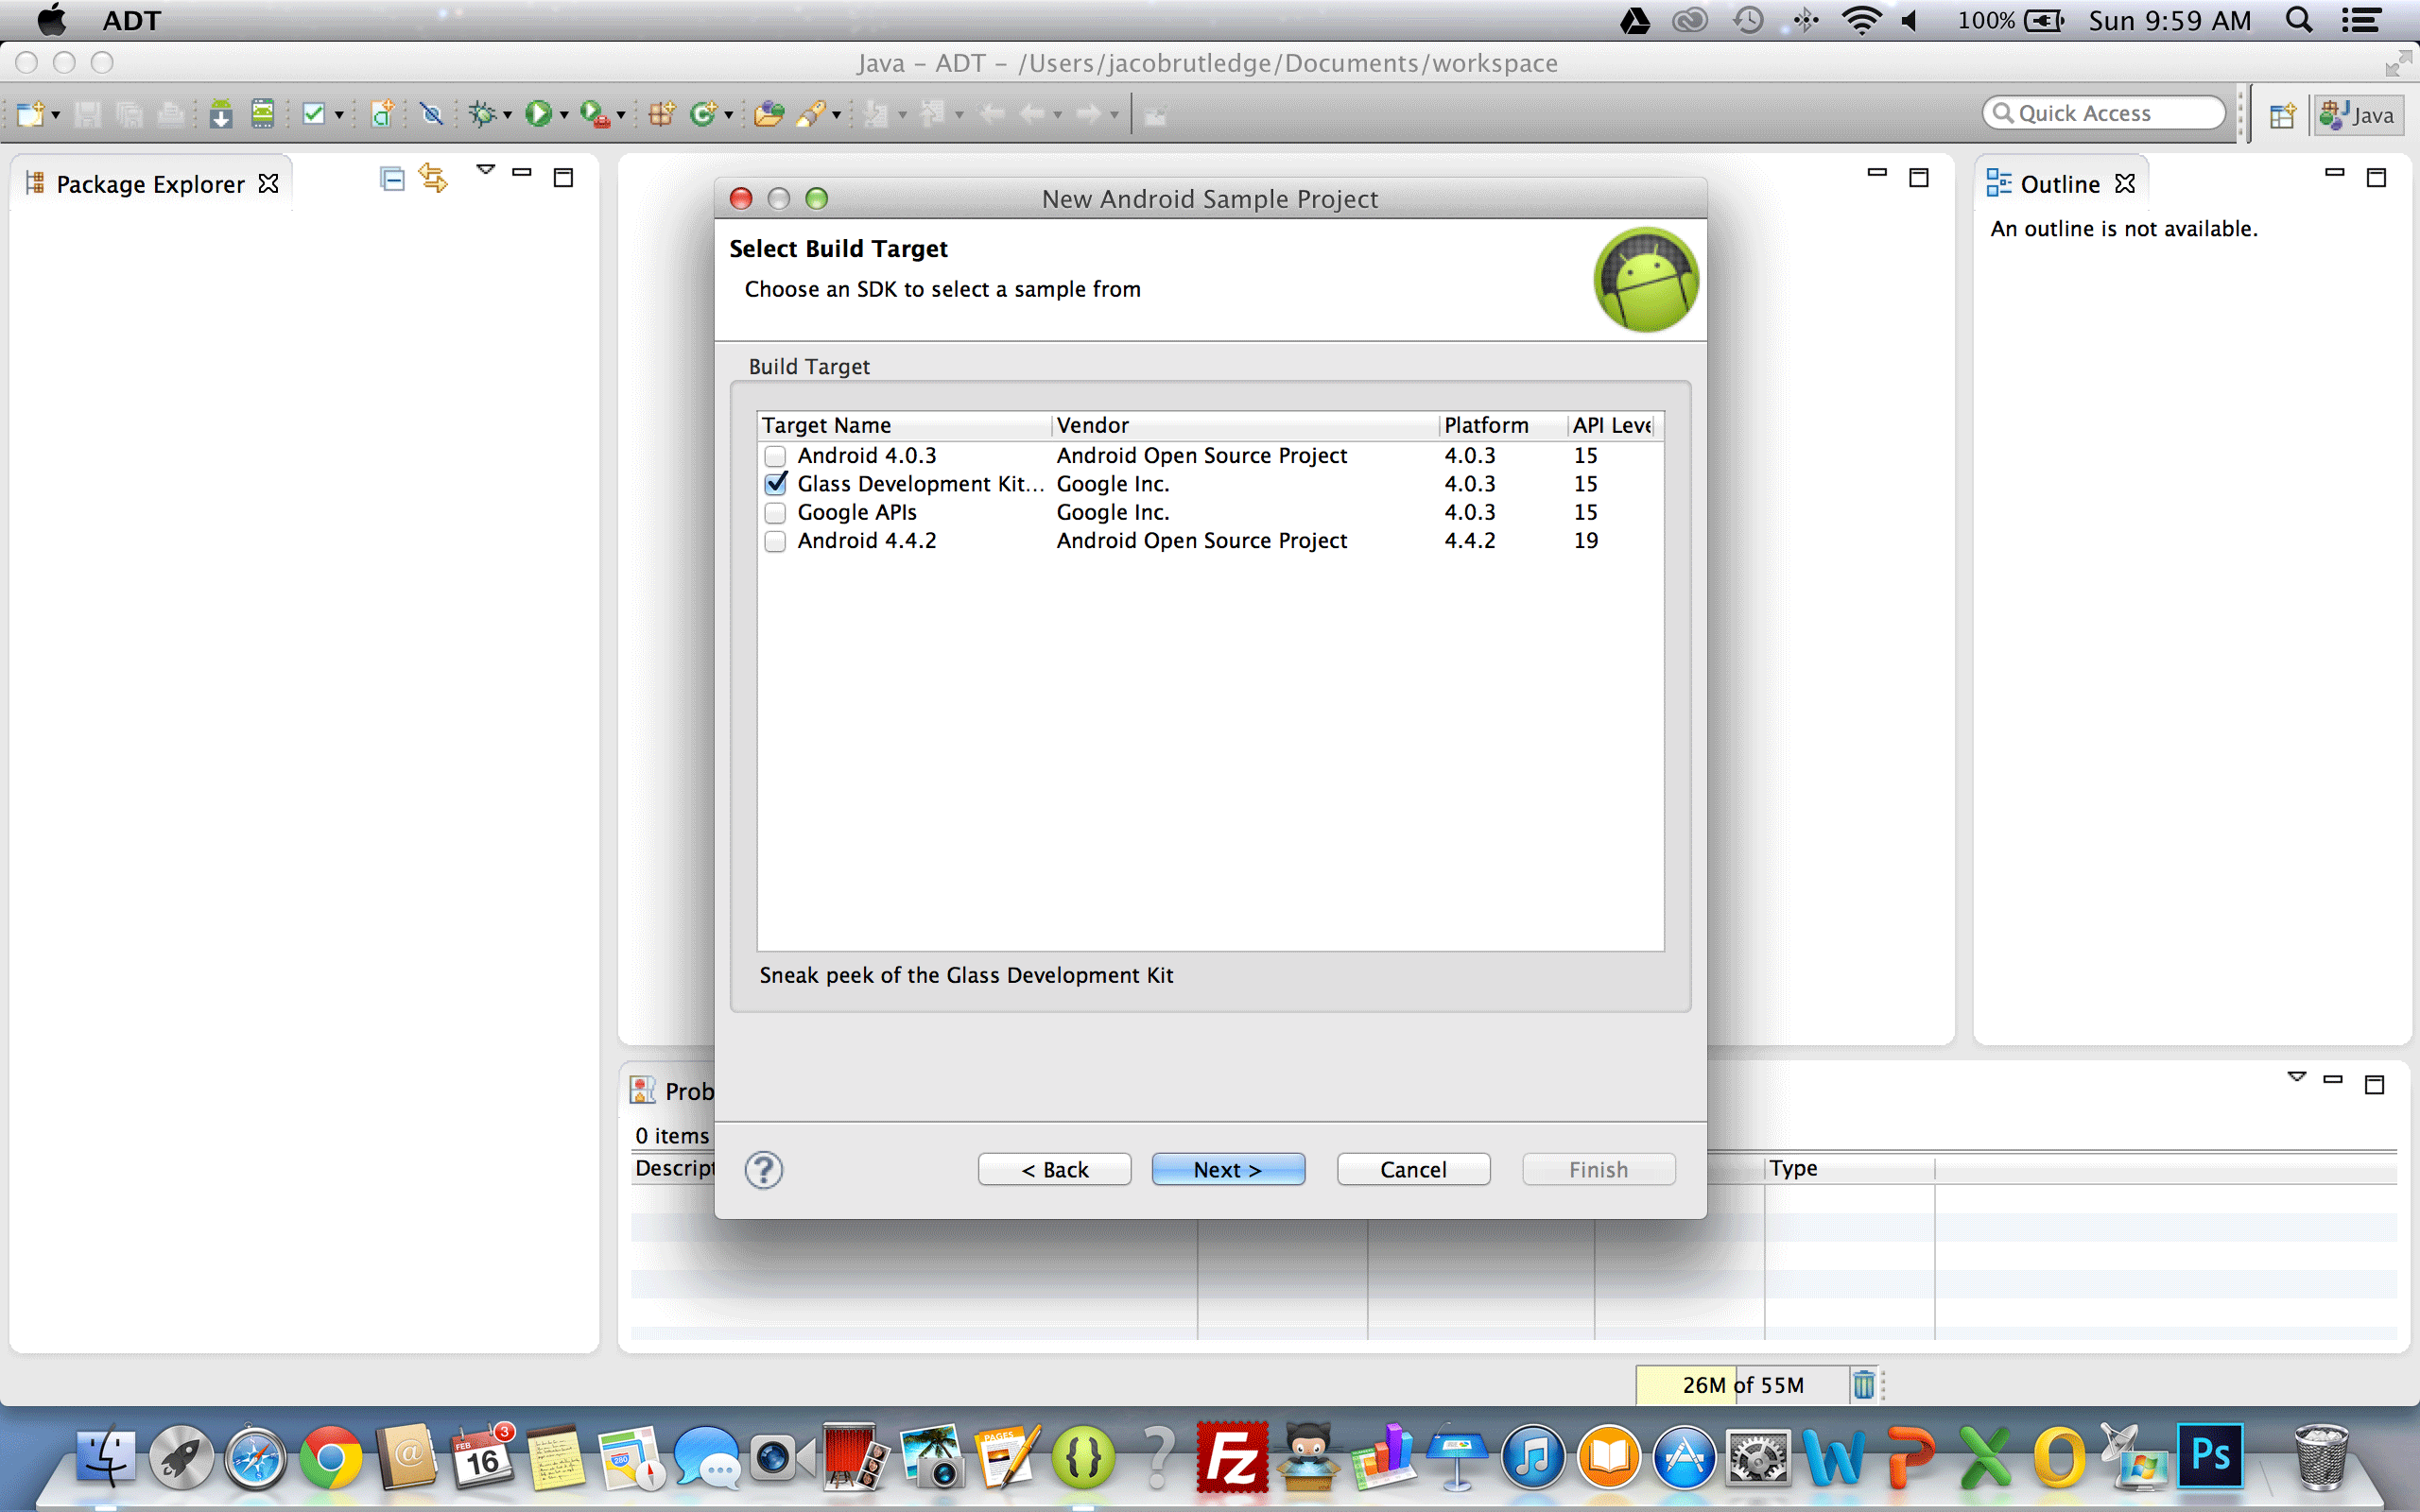 ADT
100%
Sun 9:59 AM
Java – ADT – /Users/jacobrutledge/Documents/workspace
Quick Access
Java
Package Explorer
Outline
An outline is not available.
New Android Sample Project
Select Build Target
Choose an SDK to select a sample from
Build Target
Target Name Vendor Platform API Leve
Android 4.0.3 Android Open Source Project 4.0.3 15
Glass Development Kit... Google Inc. 4.0.3 15
Google APIs Google Inc. 4.0.3 15
Android 4.4.2 Android Open Source Project 4.4.2 19
Sneak peek of the Glass Development Kit
Prob
0 items
Descript Type
? < Back Next > Cancel Finish
26M of 55M
FEB
16
3
280
PAGES
{}
?
Fz
W P X O
Ps